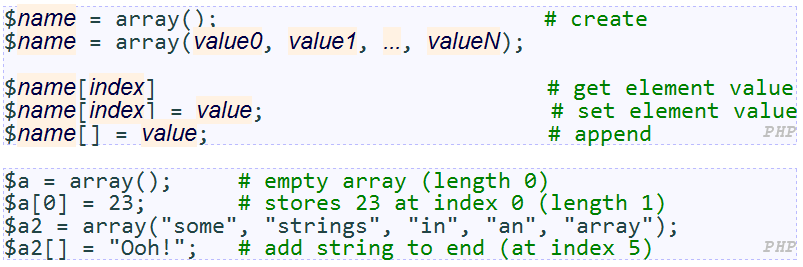 $name = array();                        # create
$name = array(value0, value1, ..., valueN);
$name[index]                            # get element value
$name[index] = value;                   # set element value
$name[] = value;                        # append
PHP
$a = array();     # empty array (length 0)
$a[0] = 23;       # stores 23 at index 0 (length 1)
$a2 = array("some", "strings", "in", "an", "array");
$a2[] = "Ooh!";   # add string to end (at index 5)
PHP